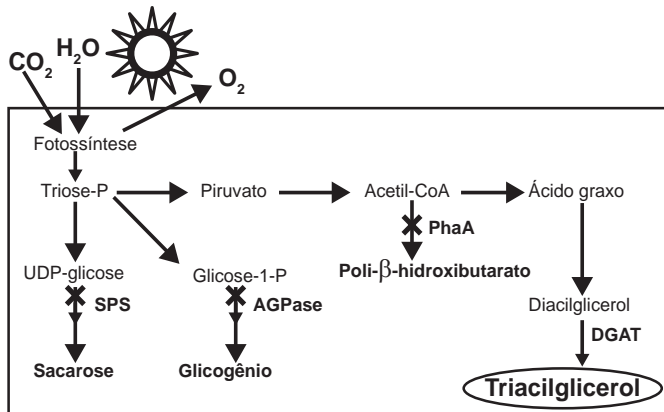 CO2
H2O
O2
Fotossíntese
Triose-P
Piruvato
Acetil-CoA
Ácido graxo
PhaA
UDP-glicose
Glicose-1-P
Poli-β-hidroxibutarato
SPS
AGPase
Diacilglicerol
DGAT
Sacarose
Glicogênio
Triacilglicerol